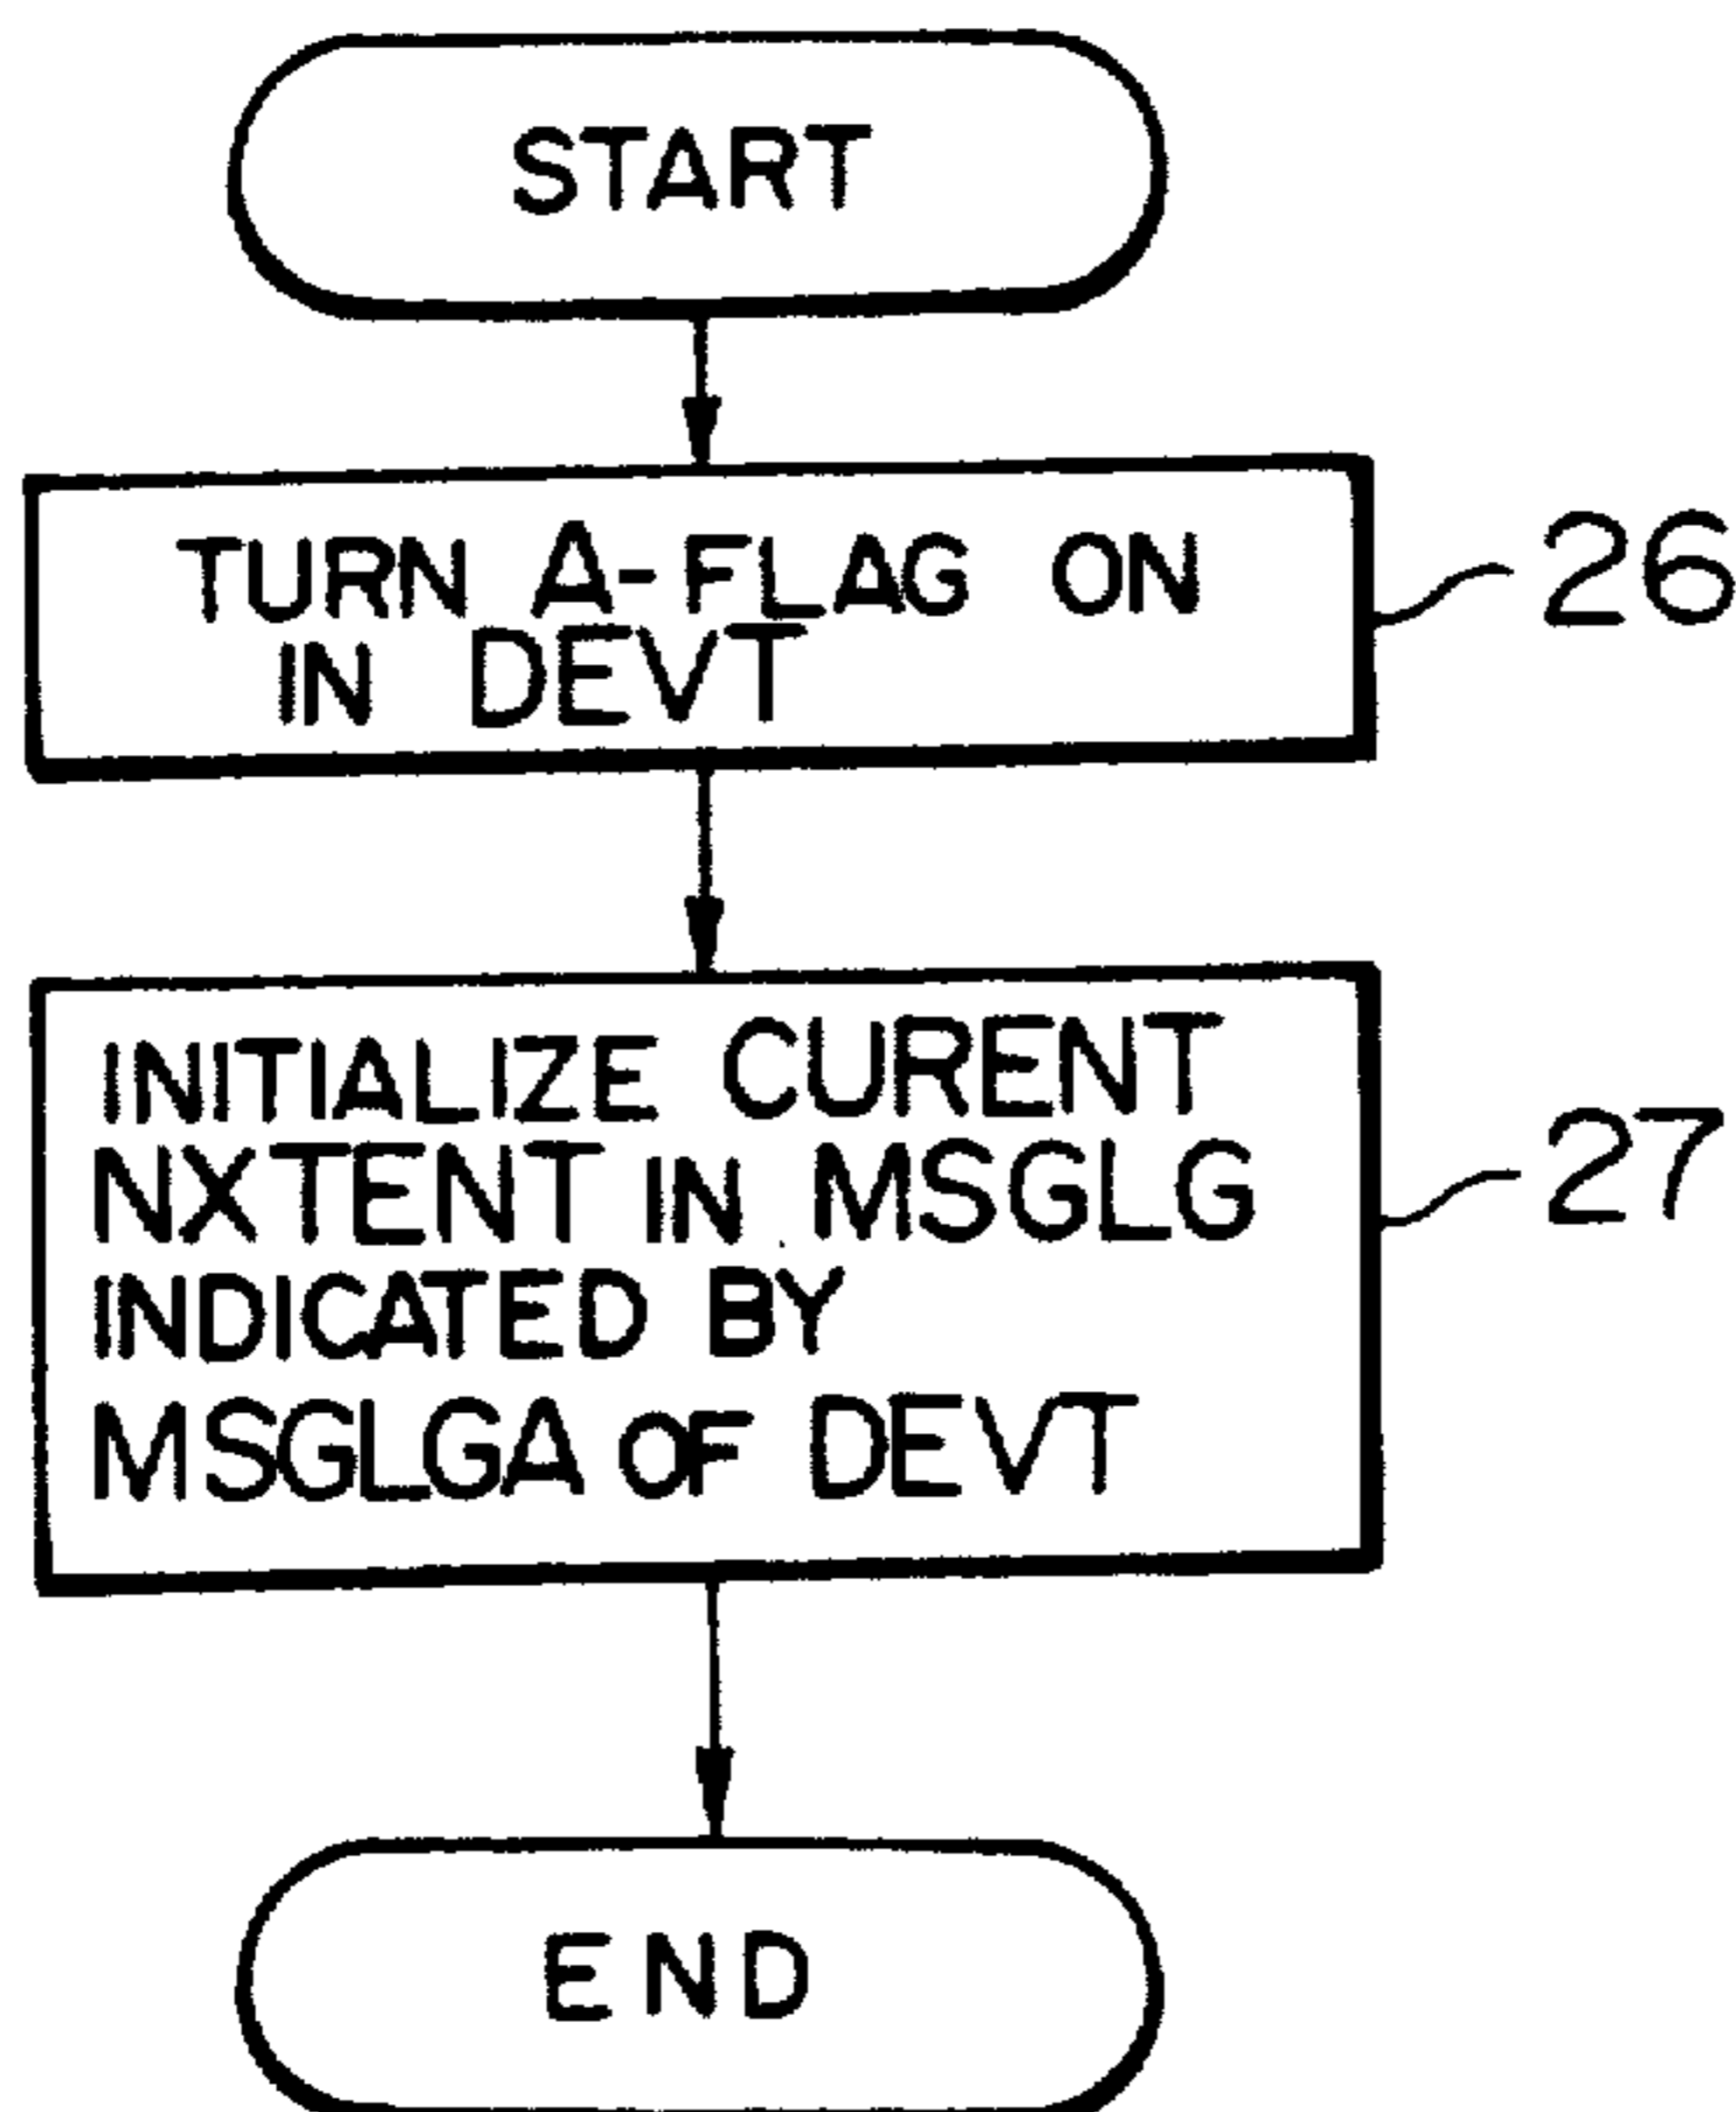 START
TURN A-FLAG ON
IN DEVT
26
INITIALIZE CURENT
NXTENT IN MSGLG
INDICATED BY
MSGLGA OF DEVT
27
END